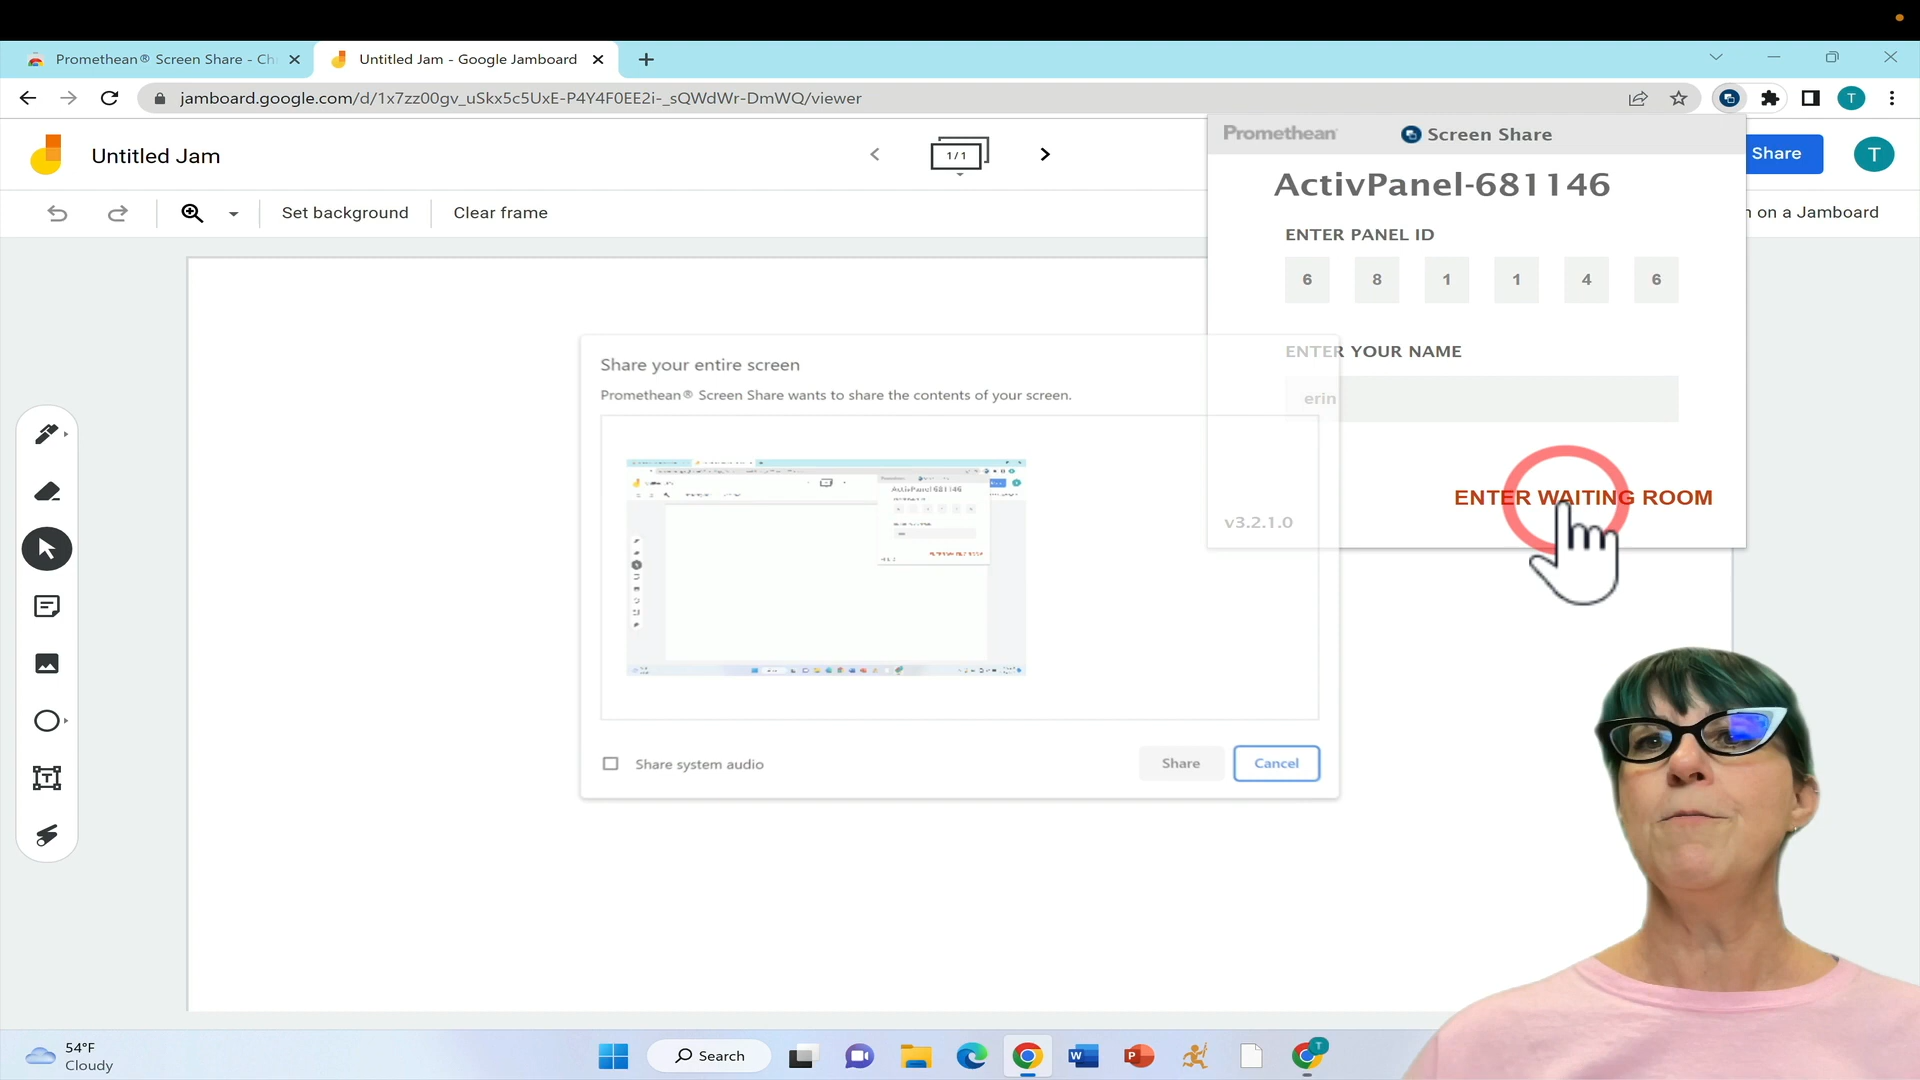 Promethean® Screen Share - Ch
Untitled Jam - Google Jamboard
jamboard.google.com/d/1x7zz00gv_uSkx5c5UxE-P4Y4F0EE2i-_sQWdWr-DmWQ/viewer
T
Untitled Jam
1/1
Share
T
Set background
Clear frame
n on a Jamboard
Promethean
Screen Share
ActivPanel-681146
ENTER PANEL ID
6 8 1 1 4 6
ENTER YOUR NAME
erin
ENTER WAITING ROOM
v3.2.1.0
Share your entire screen
Promethean® Screen Share wants to share the contents of your screen.
ActivPanel-681146
Share system audio
Share
Cancel
54°F
Cloudy
Search